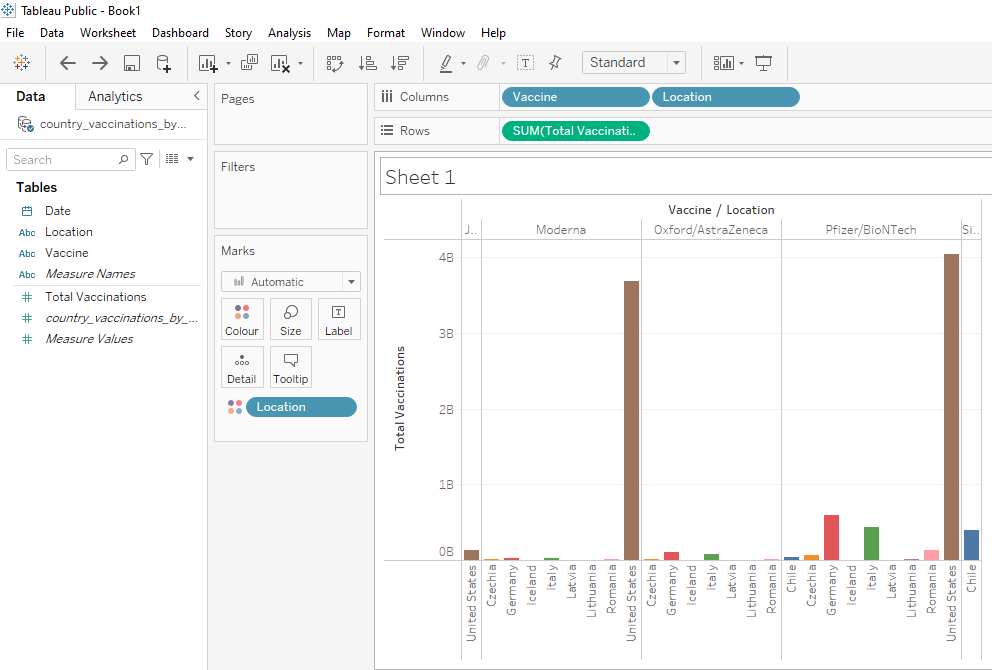 Tableau Public - Book1
File Data Worksheet Dashboard Story Analysis Map Format Window Help
Standard
Data Analytics
country_vaccinations_by...
Search
Tables
Date
Abc Location
Abc Vaccine
Abc Measure Names
Total Vaccinations
country_vaccinations_by_...
Measure Values
Pages
Filters
Marks
Automatic
Colour Size Label
Detail Tooltip
Location
Columns Vaccine Location
Rows SUM(Total Vaccinati..
Sheet 1
Vaccine / Location
J.. Moderna Oxford/AstraZeneca Pfizer/BioNTech Si..
Total Vaccinations
4B
3B
2B
1B
0B
United States
Czechia
Germany
Iceland
Italy
Latvia
Lithuania
Romania
United States
Czechia
Germany
Iceland
Italy
Latvia
Lithuania
Romania
Chile
Czechia
Germany
Iceland
Italy
Latvia
Lithuania
Romania
United States
Chile